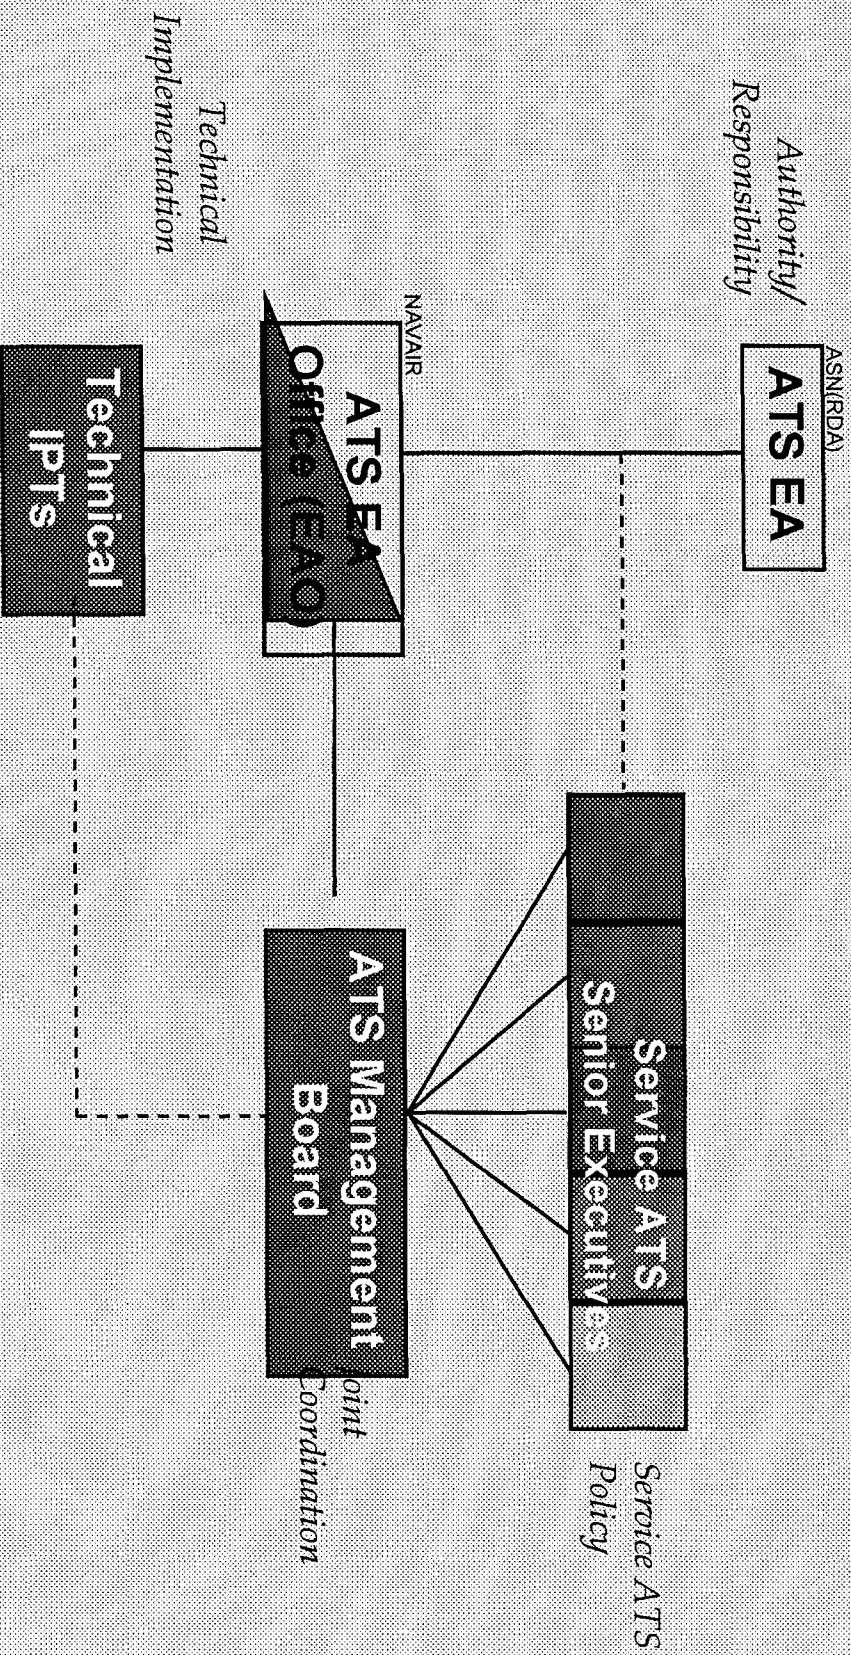 Authority/
Responsibility
ASN(RDA)
ATS EA
Service ATS
Senior Executives
Service ATS
Policy
NAVAIR
ATS EA
Office (EAO)
ATS Management
Board
Joint
Coordination
Technical
Implementation
Technical
IPTs